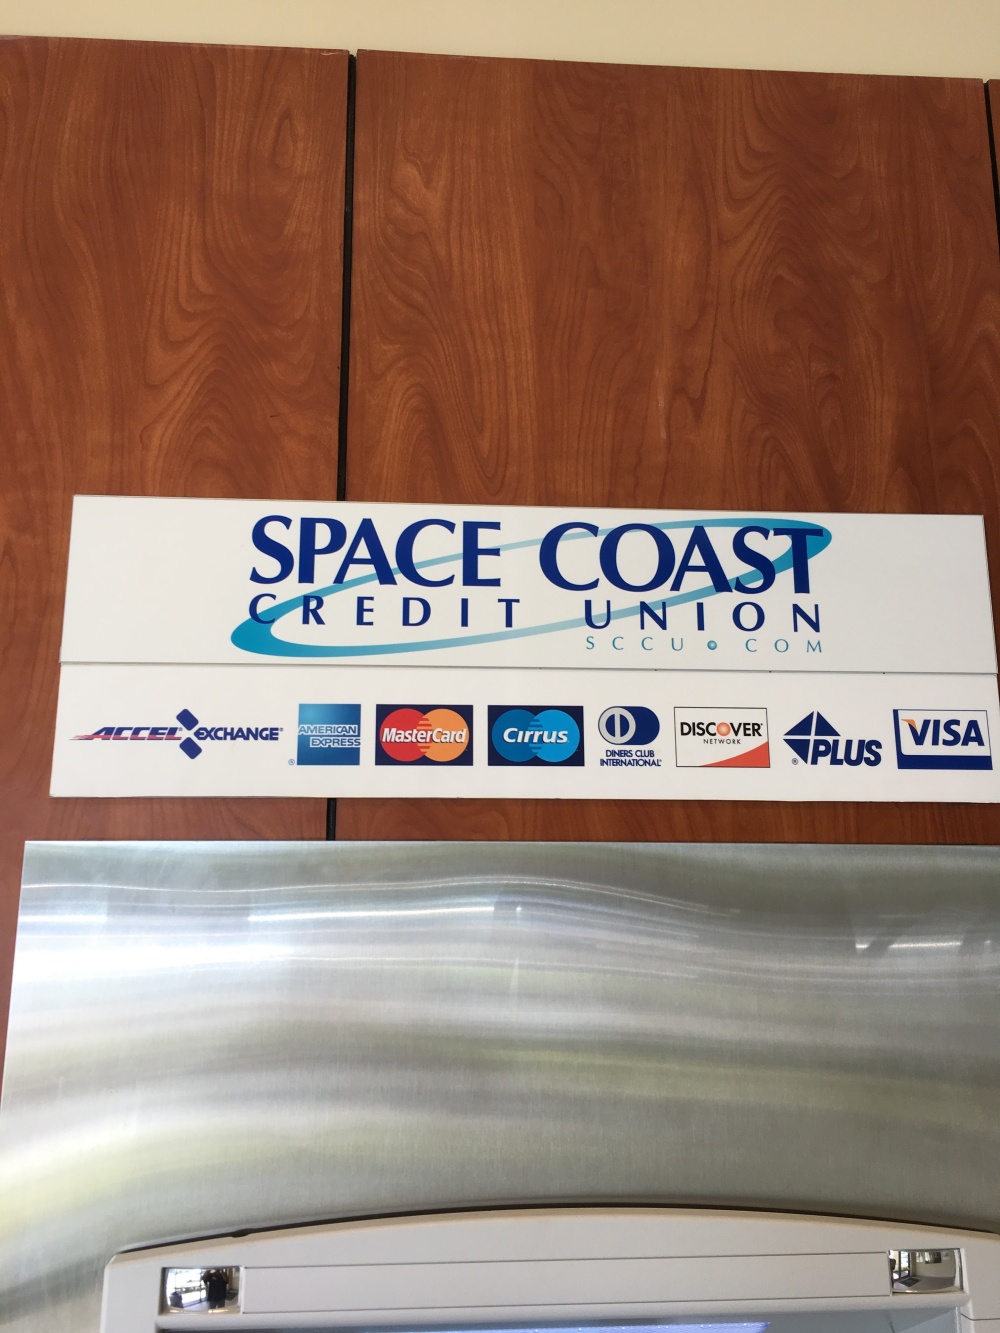 SPACE COAST
CREDIT UNION
SCCU • COM
ACCEL EXCHANGE®
AMERICAN EXPRESS®
MasterCard
Cirrus
DINERS CLUB INTERNATIONAL®
DISCOVER® NETWORK
PLUS®
VISA